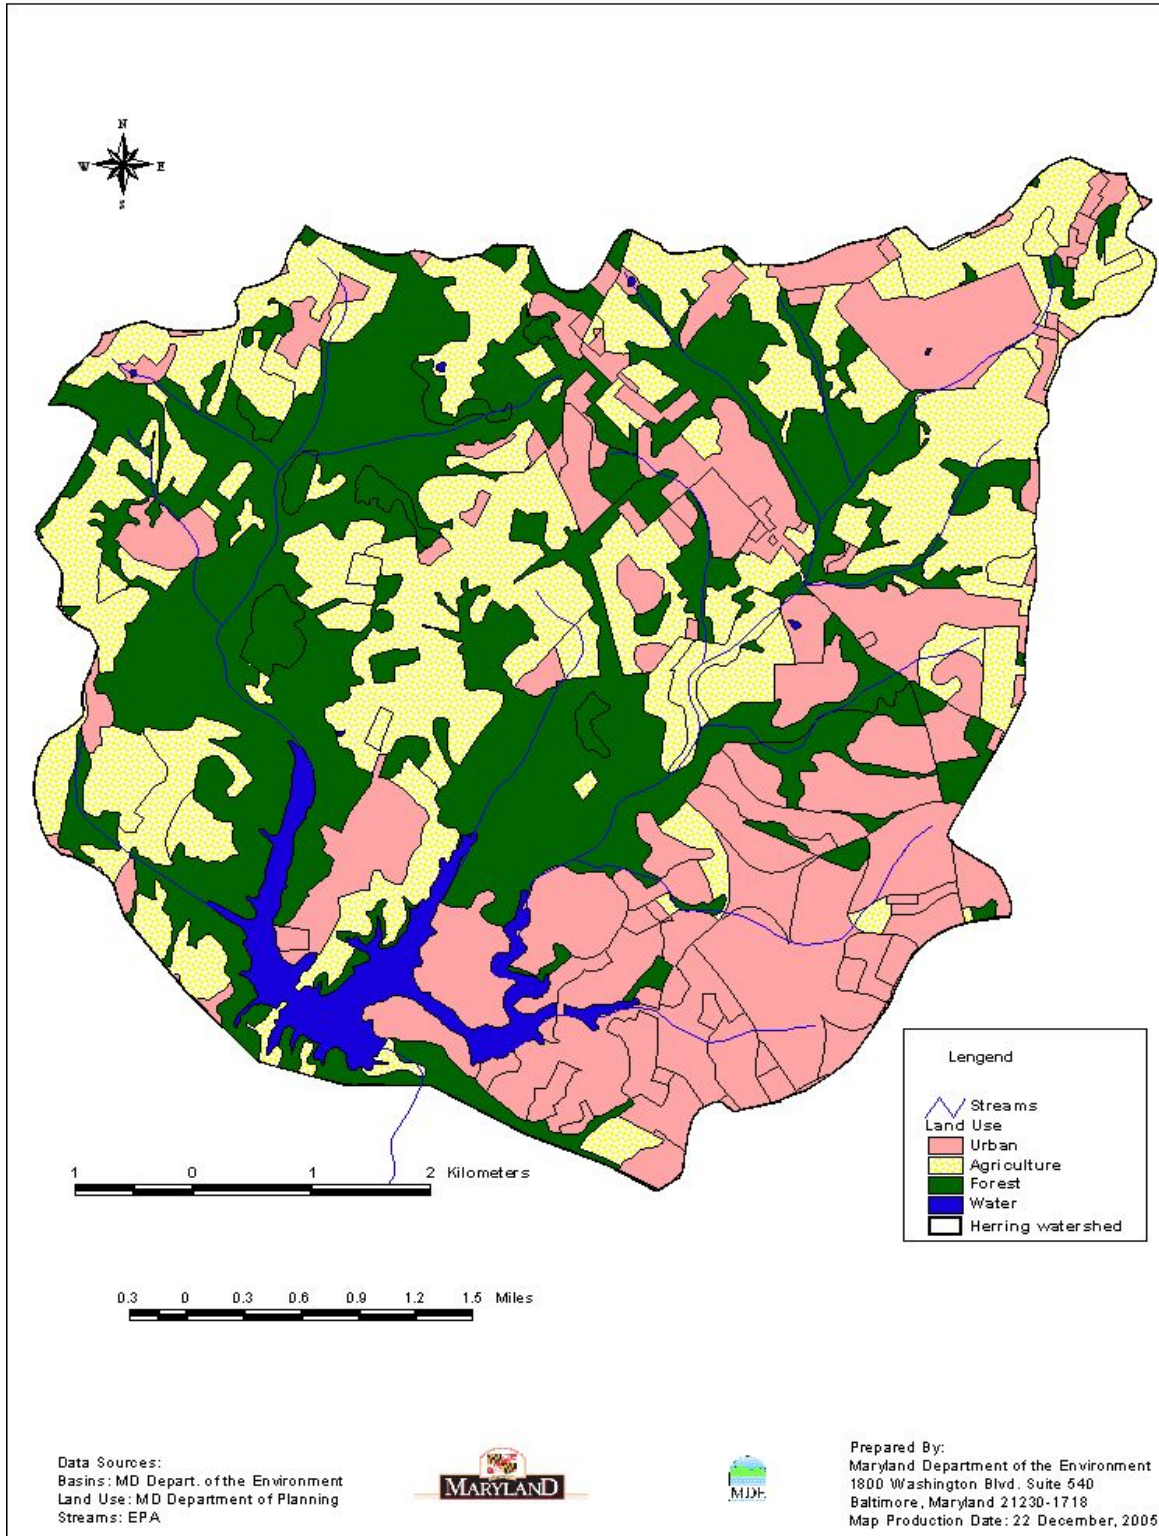 N
W E
S
Lengend
Streams
Land Use
Urban
Agriculture
Forest
Water
Herring watershed
1 0 1 2 Kilometers
0.3 0 0.3 0.6 0.9 1.2 1.5 Miles
Data Sources:
Basins: MD Depart. of the Environment
Land Use: MD Department of Planning
Streams: EPA
MARYLAND
MDE
Prepared By:
Maryland Department of the Environment
1800 Washington Blvd. Suite 540
Baltimore, Maryland 21230-1718
Map Production Date: 22 December, 2005